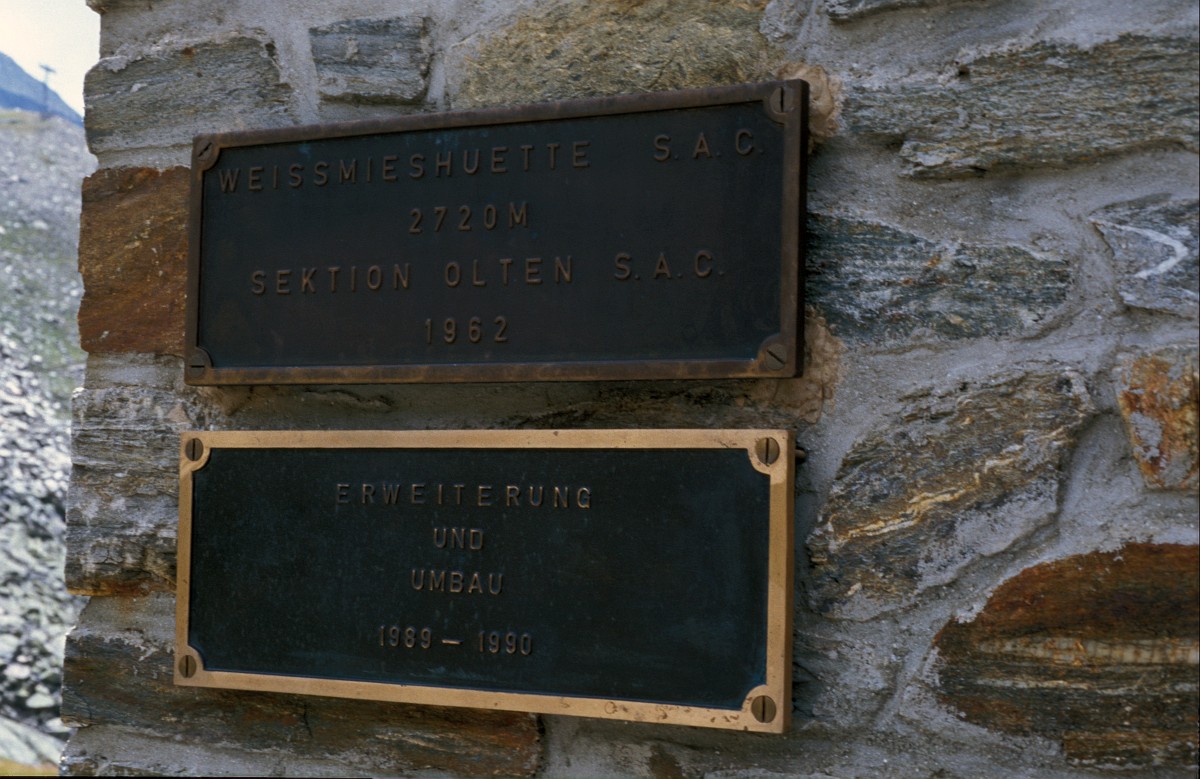 WEISSMIESHUETTE S.A.C.
2720M
SEKTION OLTEN S.A.C.
1962
ERWEITERUNG
UND
UMBAU
1989 — 1990